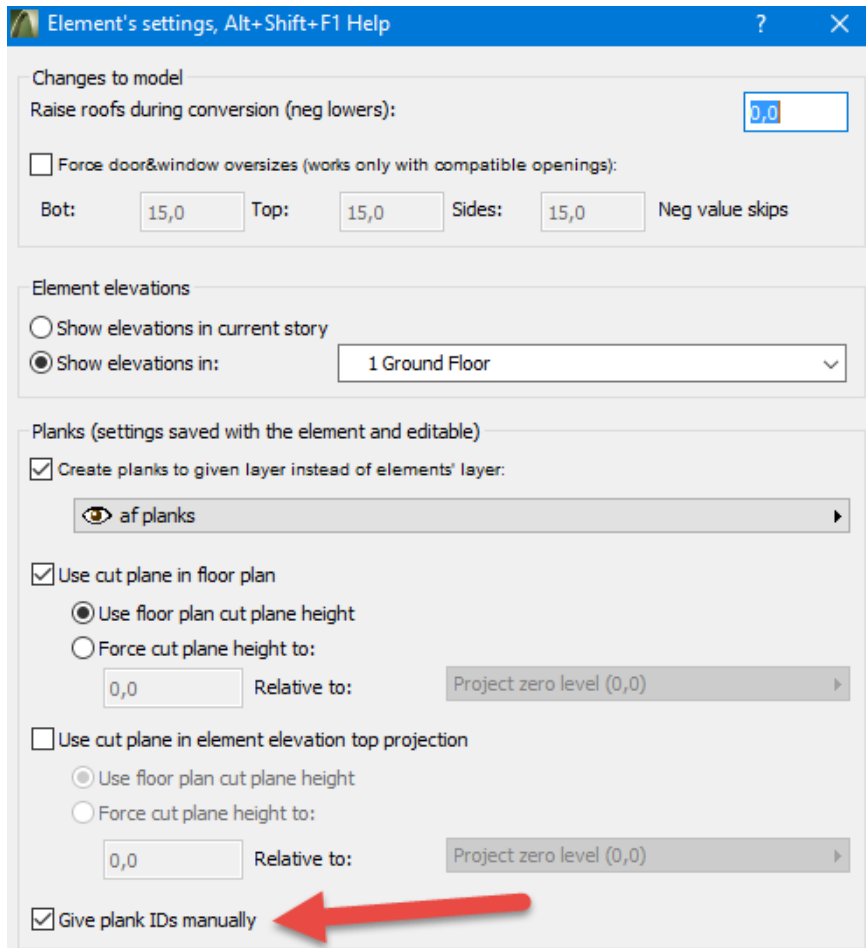 Element's settings, Alt+Shift+F1 Help
Changes to model
Raise roofs during conversion (neg lowers): 0,0
Force door&window oversizes (works only with compatible openings):
Bot: 15,0 Top: 15,0 Sides: 15,0 Neg value skips
Element elevations
Show elevations in current story
Show elevations in: 1 Ground Floor
Planks (settings saved with the element and editable)
Create planks to given layer instead of elements' layer:
af planks
Use cut plane in floor plan
Use floor plan cut plane height
Force cut plane height to:
0,0 Relative to: Project zero level (0,0)
Use cut plane in element elevation top projection
Use floor plan cut plane height
Force cut plane height to:
0,0 Relative to: Project zero level (0,0)
Give plank IDs manually